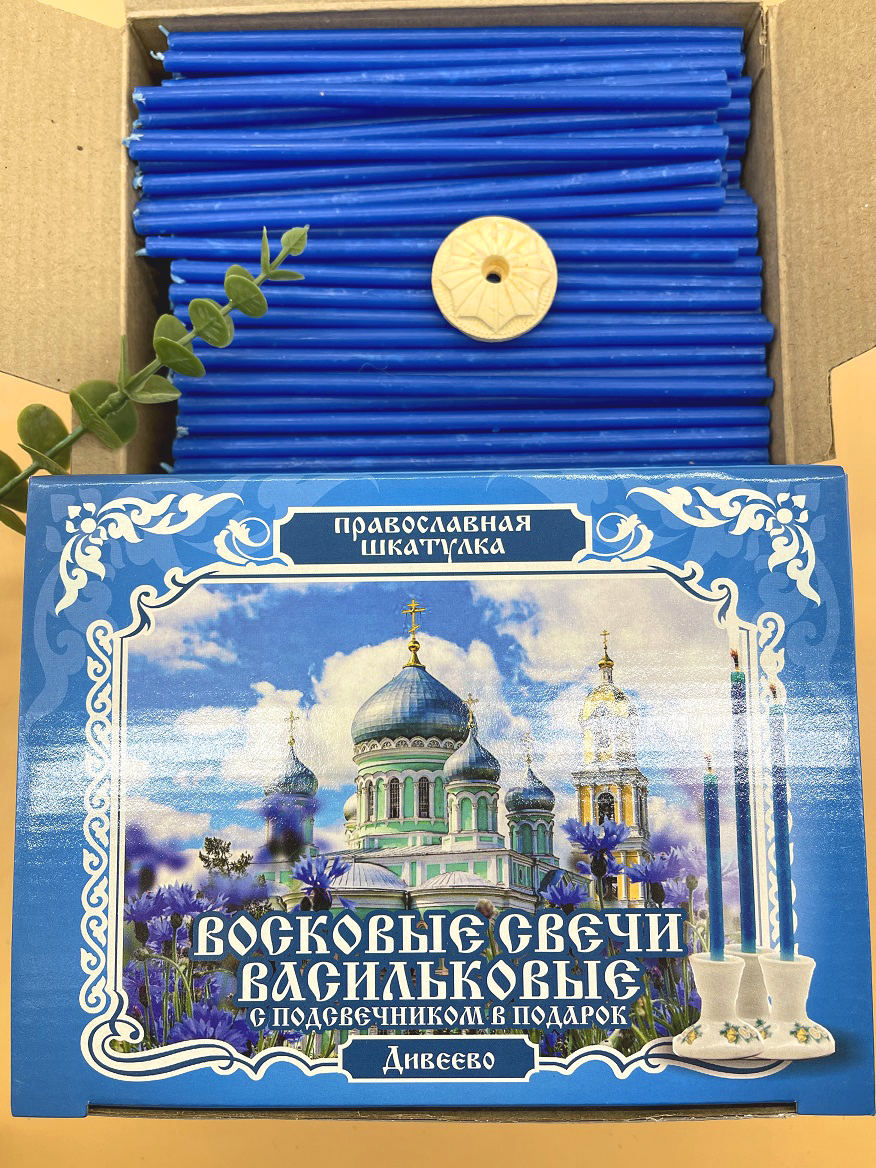 ПРАВОСЛАВНАЯ
ШКАТУЛКА
ВОСКОВЫЕ СВЕЧИ
ВАСИЛЬКОВЫЕ
С ПОДСВЕЧНИКОМ В ПОДАРОК
Дивеево